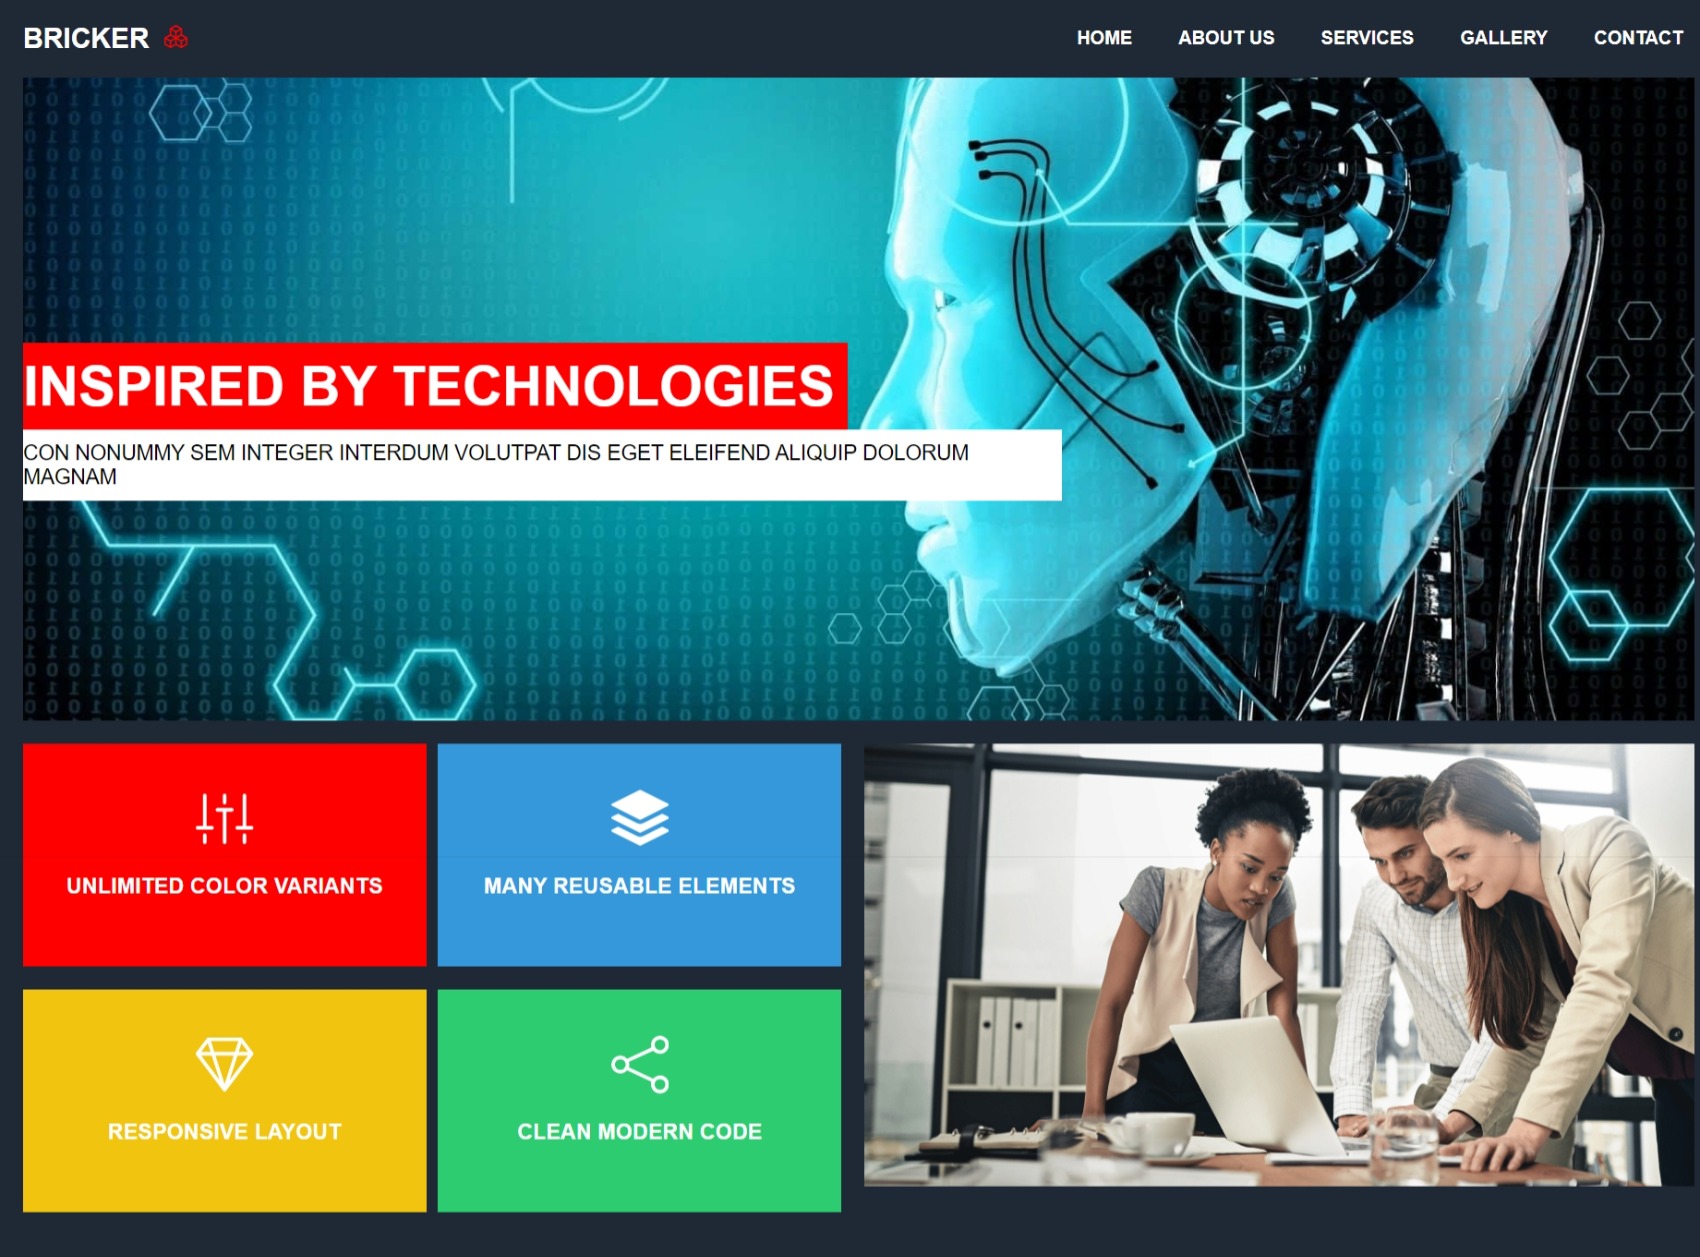 BRICKER
HOME ABOUT US SERVICES GALLERY CONTACT
INSPIRED BY TECHNOLOGIES
CON NONUMMY SEM INTEGER INTERDUM VOLUTPAT DIS EGET ELEIFEND ALIQUIP DOLORUM
MAGNAM
UNLIMITED COLOR VARIANTS
MANY REUSABLE ELEMENTS
RESPONSIVE LAYOUT
CLEAN MODERN CODE